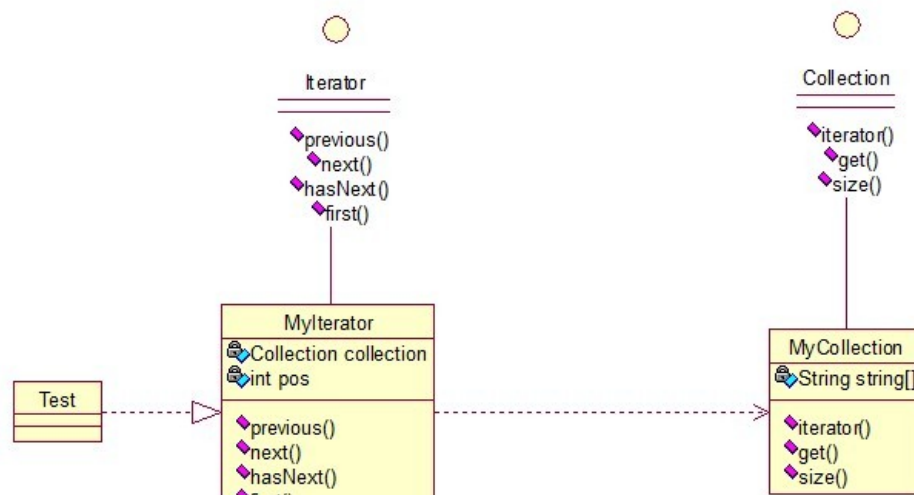 Iterator
previous()
next()
hasNext()
first()
Collection
iterator()
get()
size()
MyIterator
Collection collection
int pos
previous()
next()
hasNext()
Test
MyCollection
String string[]
iterator()
get()
size()